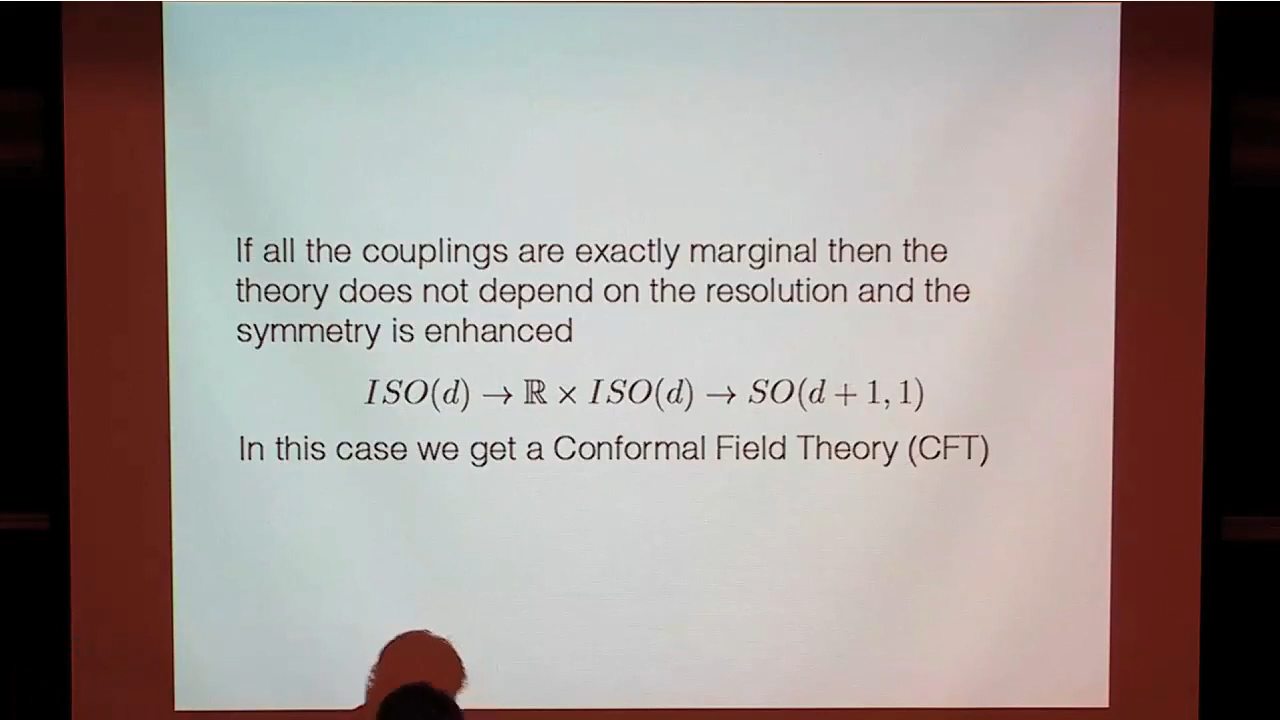 If all the couplings are exactly marginal then the
theory does not depend on the resolution and the
symmetry is enhanced
ISO(d) → ℝ × ISO(d) → SO(d + 1, 1)
In this case we get a Conformal Field Theory (CFT)